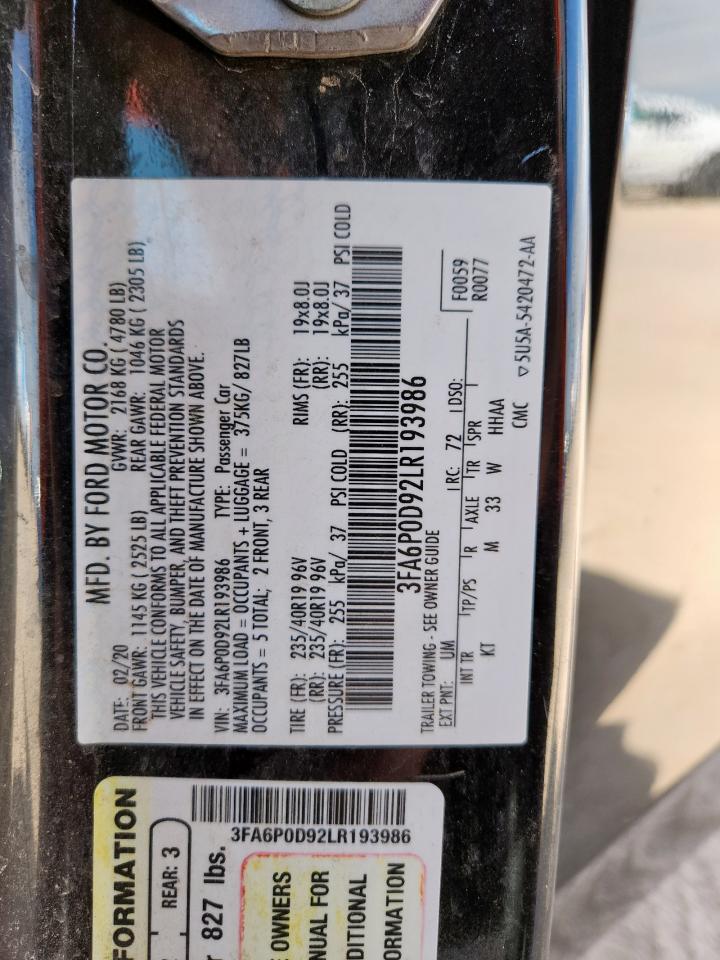 MFD. BY FORD MOTOR CO.
DATE: 02/20 GVWR: 2168 KG ( 4780 LB)
FRONT GAWR: 1145 KG ( 2525 LB) REAR GAWR: 1046 KG ( 2305 LB)
THIS VEHICLE CONFORMS TO ALL APPLICABLE FEDERAL MOTOR
VEHICLE SAFETY, BUMPER, AND THEFT PREVENTION STANDARDS
IN EFFECT ON THE DATE OF MANUFACTURE SHOWN ABOVE.
VIN: 3FA6P0D92LR193986 TYPE: Passenger Car
MAXIMUM LOAD = OCCUPANTS + LUGGAGE = 375KG/ 827LB
OCCUPANTS = 5 TOTAL; 2 FRONT, 3 REAR
TIRE (FR): 235/40R19 96V RIMS (FR): 19x8.0J
(RR): 235/40R19 96V (RR): 19x8.0J
PRESSURE (FR): 255 kPa/ 37 PSI COLD (RR): 255 kPa/ 37 PSI COLD
3FA6P0D92LR193986
TRAILER TOWING - SEE OWNER GUIDE
F0059
R0077
EXT PNT: UM RC: 72 DSO:
INT TR TP/PS R AXLE TR SPR
KT M 33 W HHAA
CMC ▽5U5A-5420472-AA
FORMATION
REAR: 3
827 lbs.
3FA6P0D92LR193986
OWNERS
NUAL FOR
DITIONAL
ORMATION